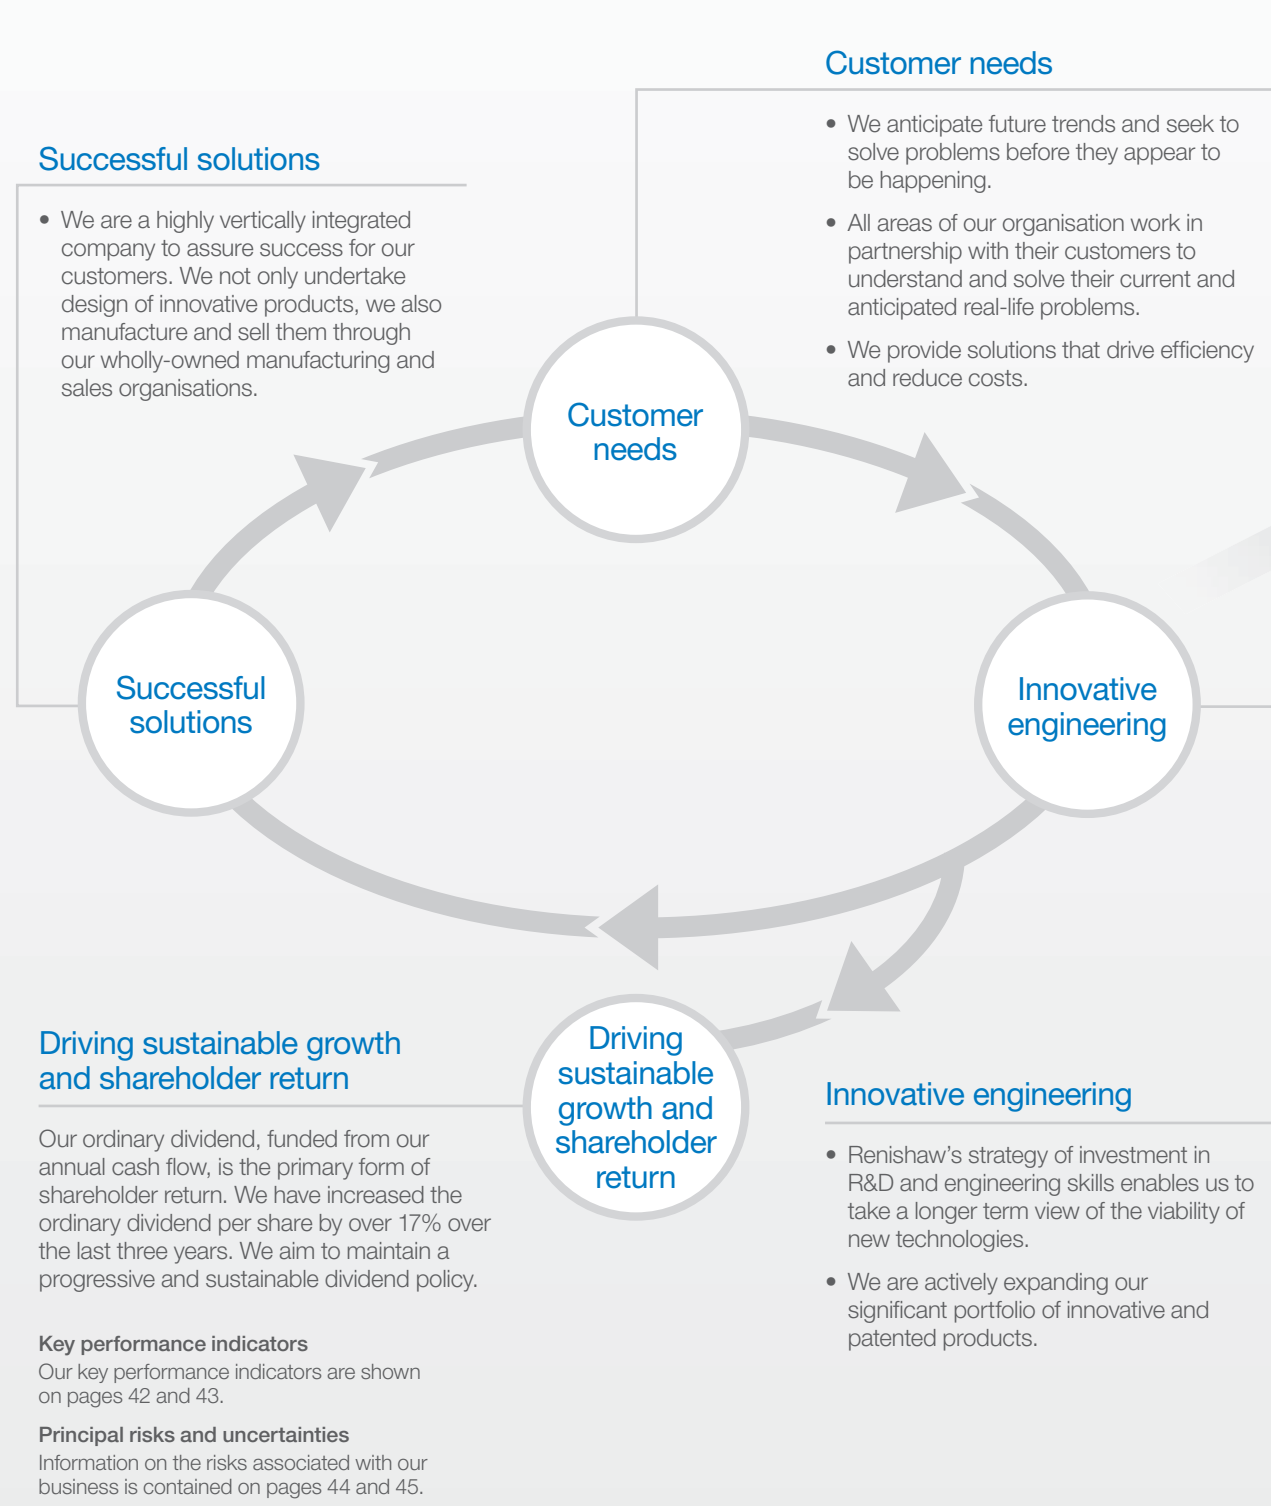 Customer needs
• We anticipate future trends and seek to
solve problems before they appear to
be happening.
• All areas of our organisation work in
partnership with their customers to
understand and solve their current and
anticipated real-life problems.
• We provide solutions that drive efficiency
and reduce costs.
Successful solutions
• We are a highly vertically integrated
company to assure success for our
customers. We not only undertake
design of innovative products, we also
manufacture and sell them through
our wholly-owned manufacturing and
sales organisations.
Customer
needs
Successful
solutions
Innovative
engineering
Driving
sustainable
growth and
shareholder
return
Driving sustainable growth
and shareholder return
Our ordinary dividend, funded from our
annual cash flow, is the primary form of
shareholder return. We have increased the
ordinary dividend per share by over 17% over
the last three years. We aim to maintain a
progressive and sustainable dividend policy.
Key performance indicators
Our key performance indicators are shown
on pages 42 and 43.
Principal risks and uncertainties
Information on the risks associated with our
business is contained on pages 44 and 45.
Innovative engineering
• Renishaw's strategy of investment in
R&D and engineering skills enables us to
take a longer term view of the viability of
new technologies.
• We are actively expanding our
significant portfolio of innovative and
patented products.